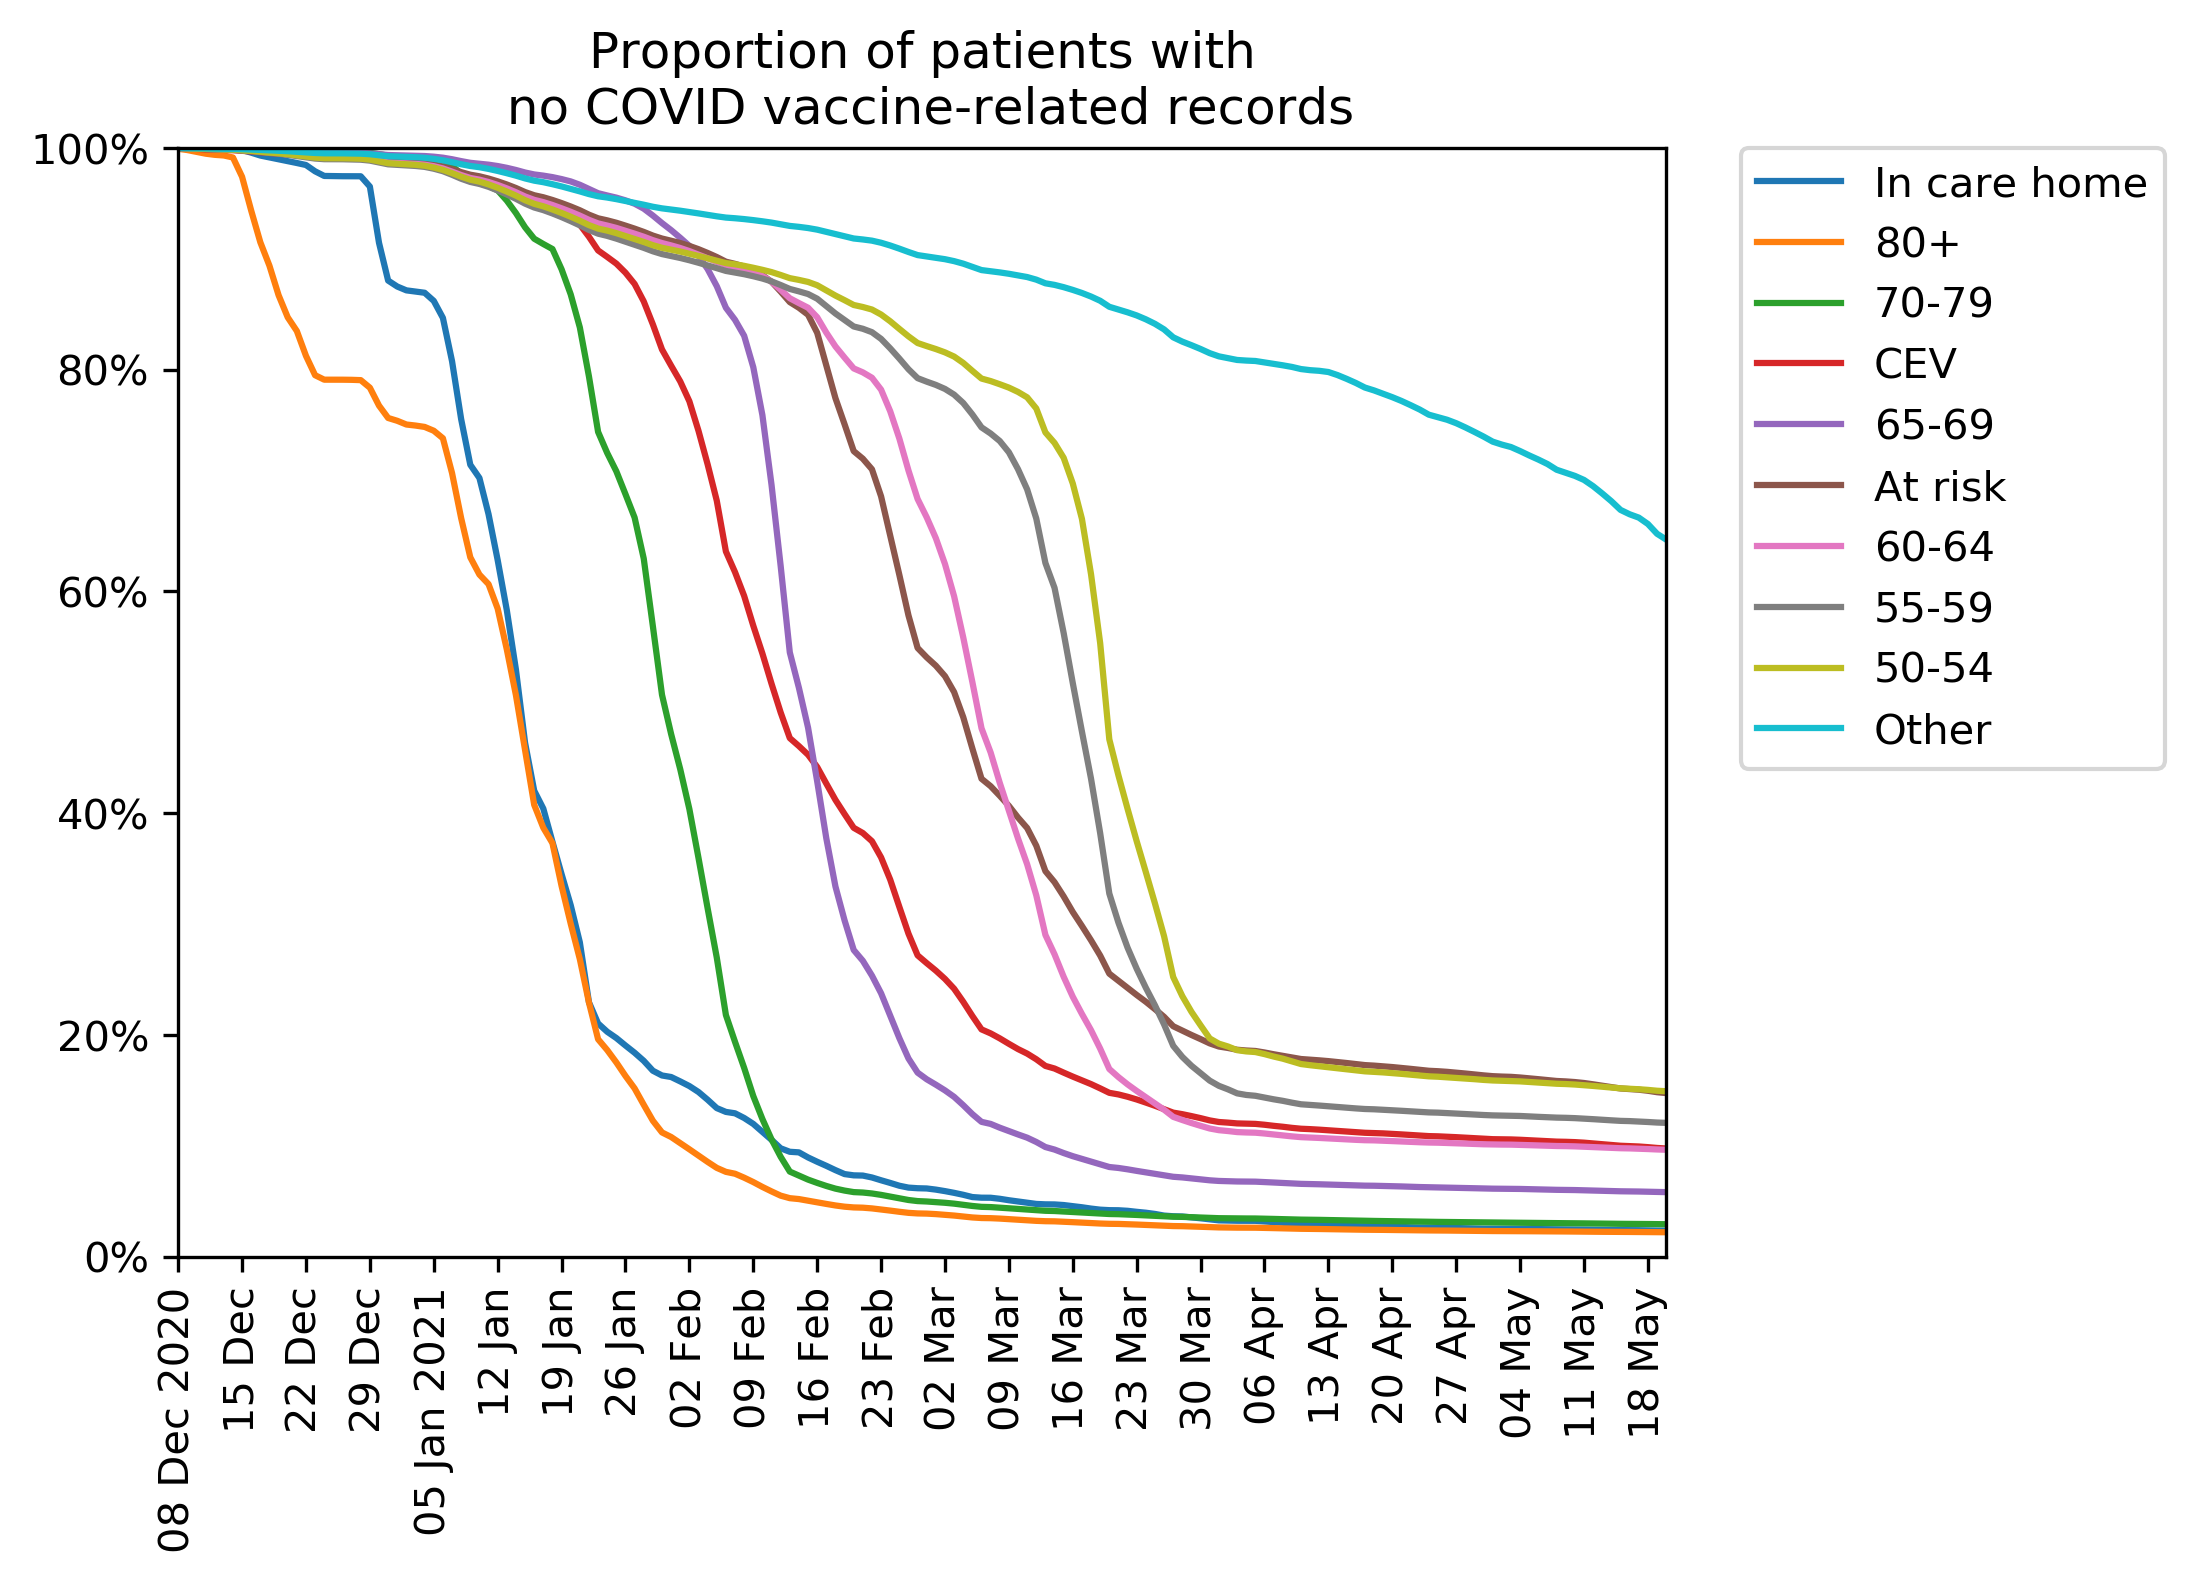 Proportion of patients with
no COVID vaccine-related records
100%
80%
60%
40%
20%
0%
08 Dec 2020
15 Dec
22 Dec
29 Dec
05 Jan 2021
12 Jan
19 Jan
26 Jan
02 Feb
09 Feb
16 Feb
23 Feb
02 Mar
09 Mar
16 Mar
23 Mar
30 Mar
06 Apr
13 Apr
20 Apr
27 Apr
04 May
11 May
18 May
In care home
80+
70-79
CEV
65-69
At risk
60-64
55-59
50-54
Other